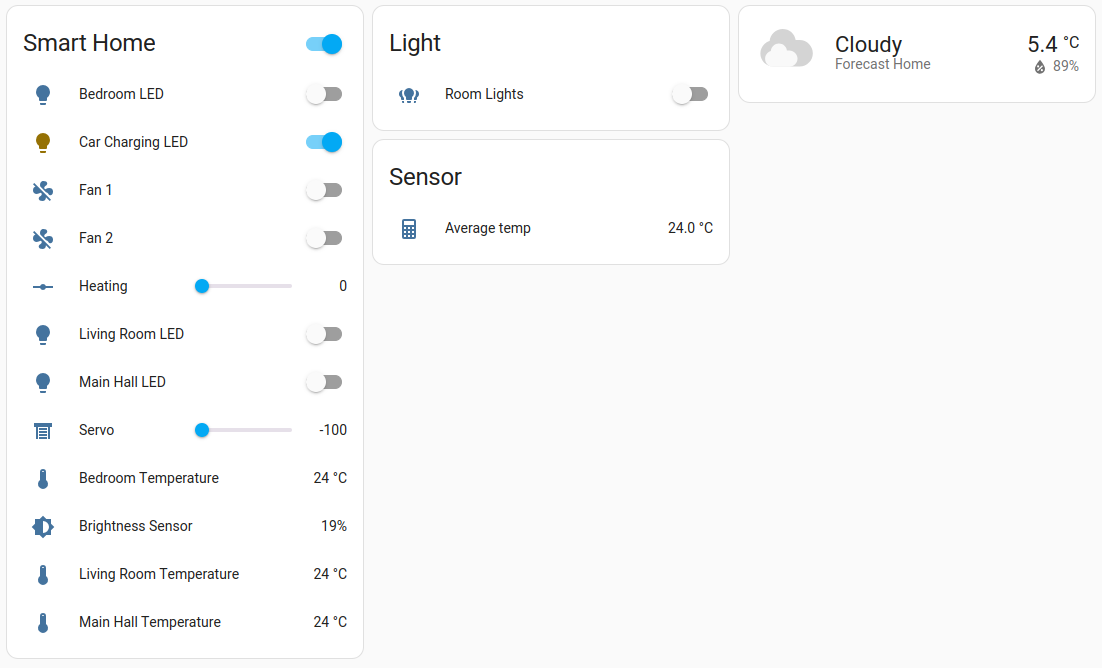 Smart Home
Bedroom LED
Car Charging LED
Fan 1
Fan 2
Heating 0
Living Room LED
Main Hall LED
Servo -100
Bedroom Temperature 24 °C
Brightness Sensor 19%
Living Room Temperature 24 °C
Main Hall Temperature 24 °C
Light
Room Lights
Sensor
Average temp 24.0 °C
Cloudy 5.4 °C
Forecast Home 89%